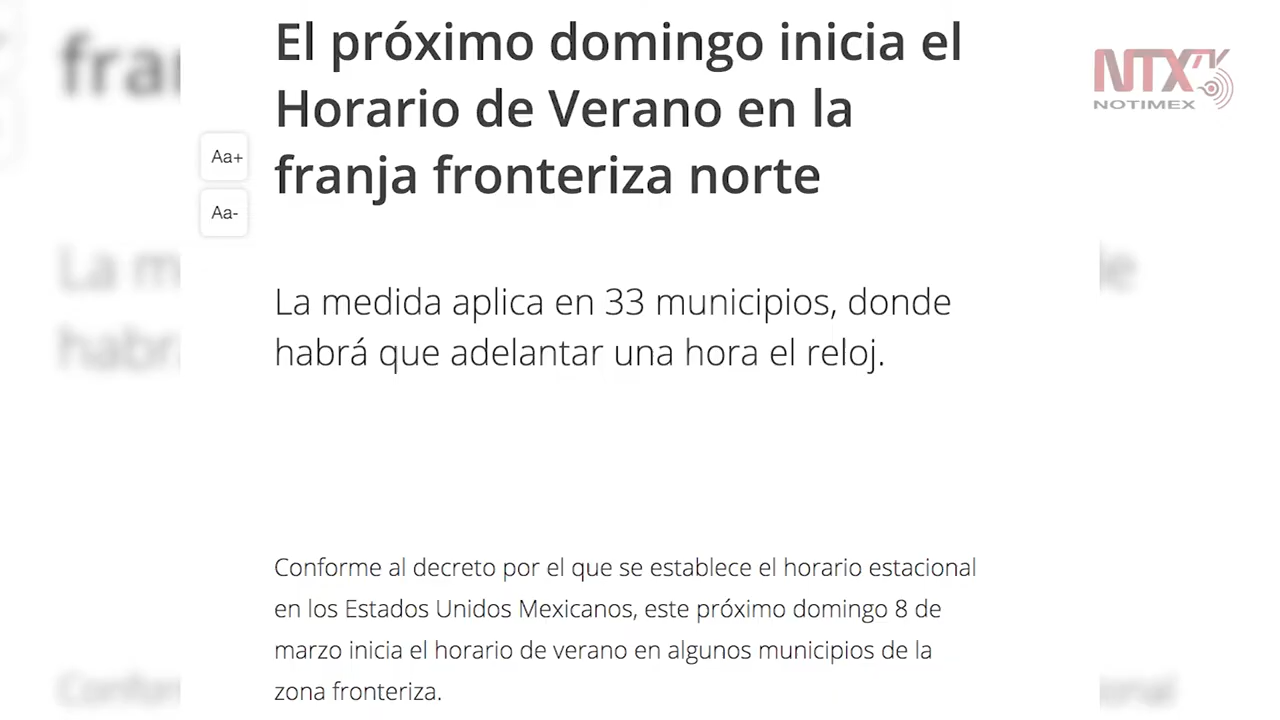 El próximo domingo inicia el
Horario de Verano en la
franja fronteriza norte
NTXTV
NOTIMEX
Aa+
Aa-
La medida aplica en 33 municipios, donde
habrá que adelantar una hora el reloj.
Conforme al decreto por el que se establece el horario estacional
en los Estados Unidos Mexicanos, este próximo domingo 8 de
marzo inicia el horario de verano en algunos municipios de la
zona fronteriza.